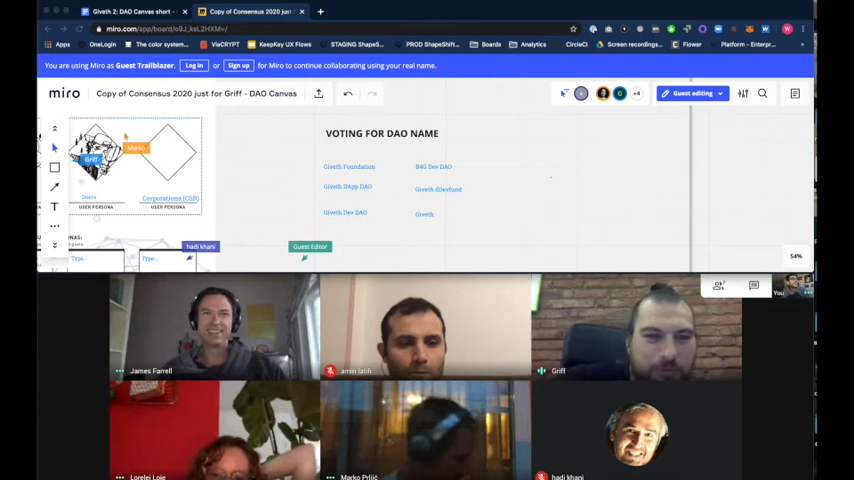 Giveth 2: DAO Canvas short -
Copy of Consensus 2020 just
miro.com/app/board/o9J_ksL2HXM=/
Apps
OneLogin
The color system...
ViaCRYPT
KeepKey UX Flows
STAGING ShapeS...
PROD ShapeShift...
Boards
Analytics
CircleCI
Screen recordings...
Flower
Platform - Enterpr...
You are using Miro as Guest Trailblazer.
Log in
or
Sign up
for Miro to continue collaborating using your real name.
miro
Copy of Consensus 2020 just for Griff - DAO Canvas
G
+4
Guest editing
Griff
Marko
USER PERSONA
Corporations (CSR)
USER PERSONA
Type...
Type...
hadi khani
Guest Editor
VOTING FOR DAO NAME
Giveth Foundation
B4G Dev DAO
Giveth DApp DAO
Giveth dDevfund
Giveth Dev DAO
Giveth
54%
7
You
James Farrell
amin latifi
Griff
Lorelei Loie
Marko Prljić
hadi khani